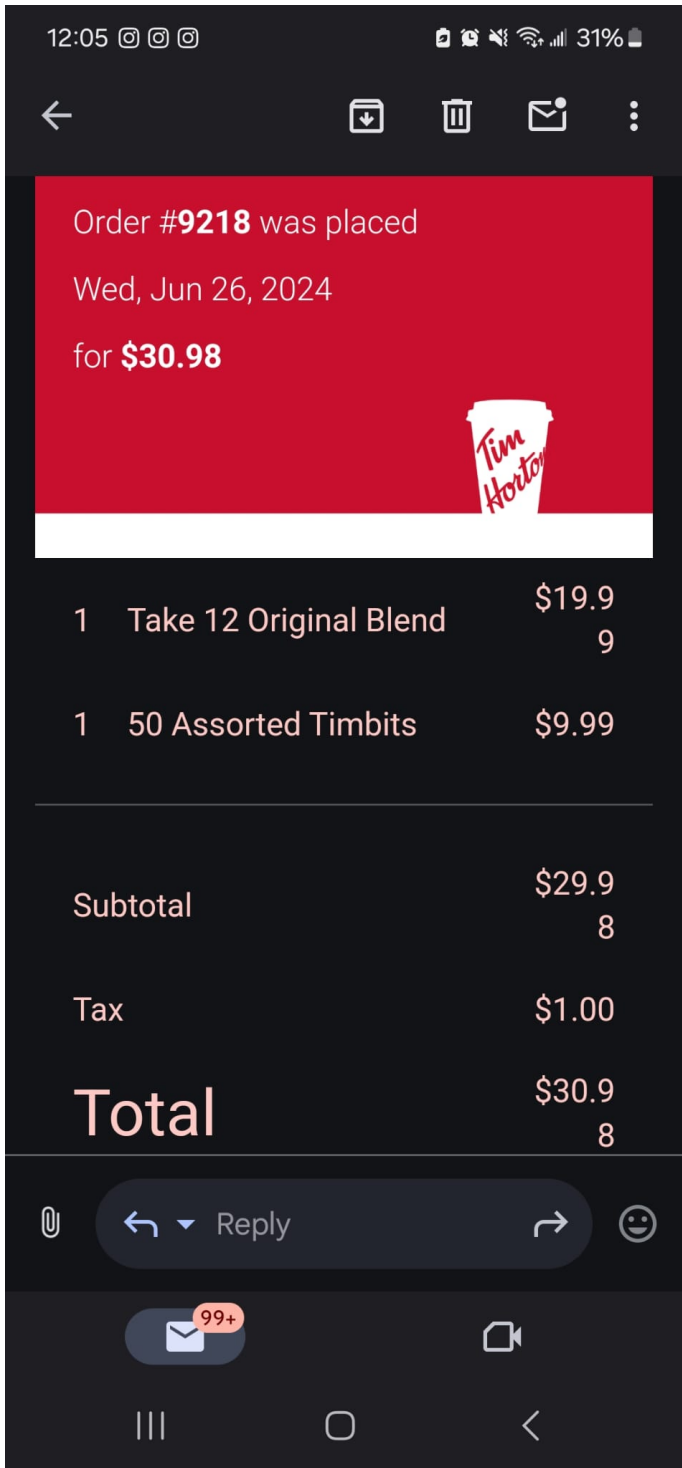 12:05 31%
Order #9218 was placed
Wed, Jun 26, 2024
for $30.98
Tim
Horton
1 Take 12 Original Blend $19.9
9
1 50 Assorted Timbits $9.99
Subtotal $29.9
8
Tax $1.00
Total $30.9
8
Reply
99+